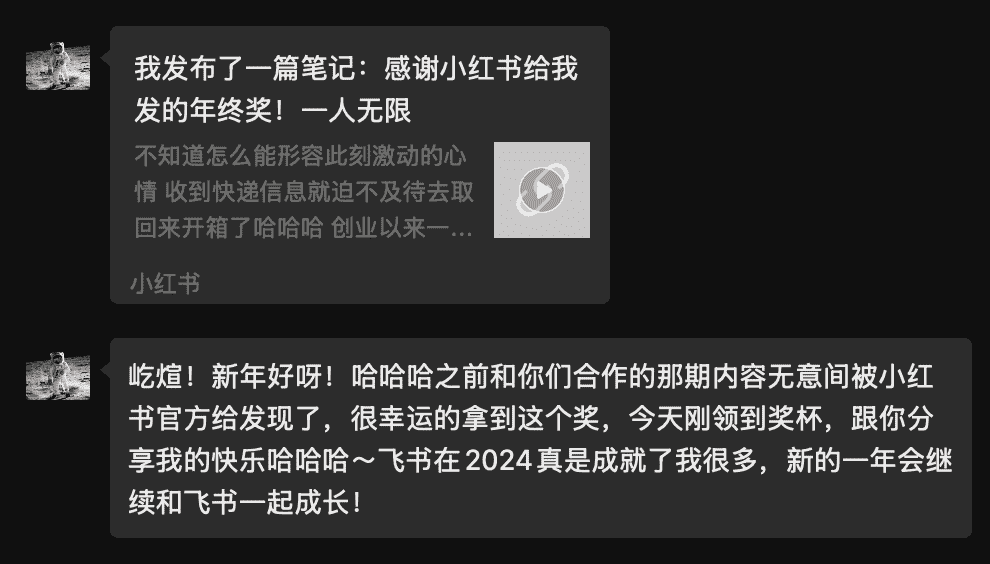 我发布了一篇笔记：感谢小红书给我
发的年终奖！一人无限
不知道怎么能形容此刻激动的心
情 收到快递信息就迫不及待去取
回来开箱了哈哈哈 创业以来一...
小红书
屹煊！新年好呀！哈哈哈之前和你们合作的那期内容无意间被小红
书官方给发现了，很幸运的拿到这个奖，今天刚领到奖杯，跟你分
享我的快乐哈哈哈～飞书在2024真是成就了我很多，新的一年会继
续和飞书一起成长！